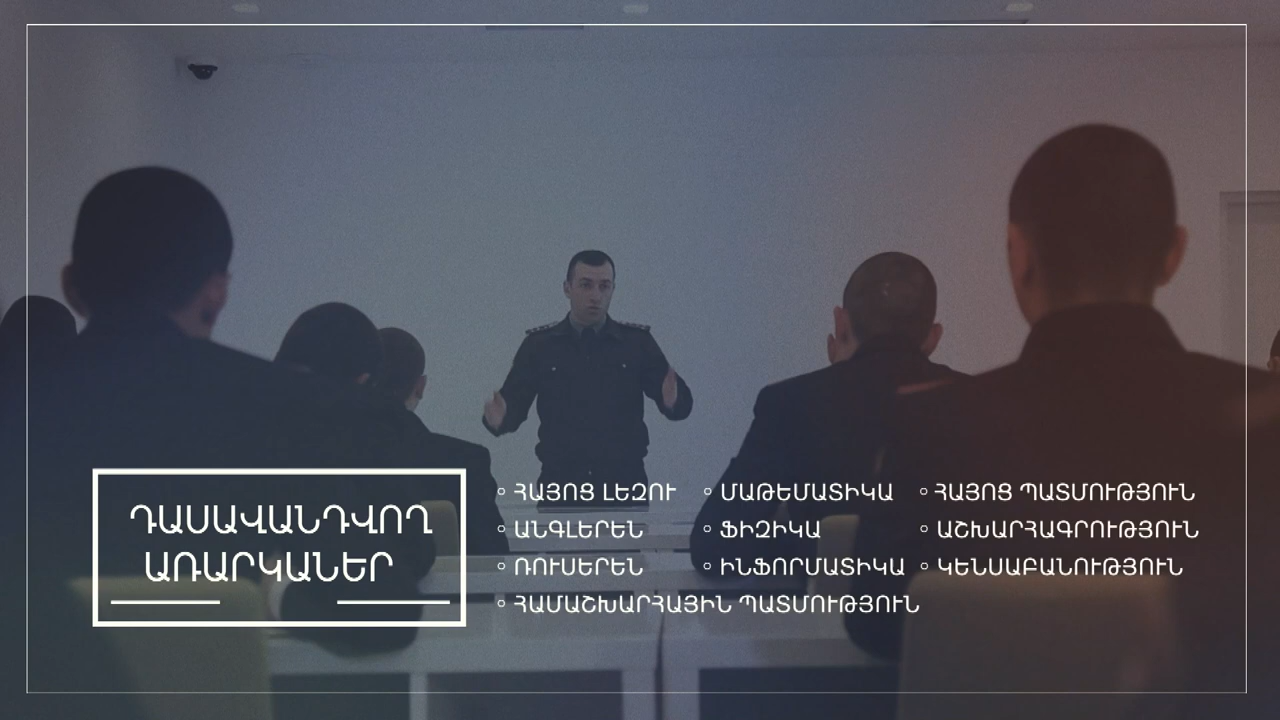 ԴԱՍԱՎԱՆԴՎՈՂ
ԱՌԱՐԿԱՆԵՐ
ՀԱՅՈՑ ԼԵԶՈՒ
ԱՆԳԼԵՐԵՆ
ՌՈՒՍԵՐԵՆ
ՀԱՄԱՇԽԱՐՀԱՅԻՆ ՊԱՏՄՈՒԹՅՈՒՆ
ՄԱԹԵՄԱՏԻԿԱ
ՖԻԶԻԿԱ
ԻՆՖՈՐՄԱՏԻԿԱ
ՀԱՅՈՑ ՊԱՏՄՈՒԹՅՈՒՆ
ԱՇԽԱՐՀԱԳՐՈՒԹՅՈՒՆ
ԿԵՆՍԱԲԱՆՈՒԹՅՈՒՆ